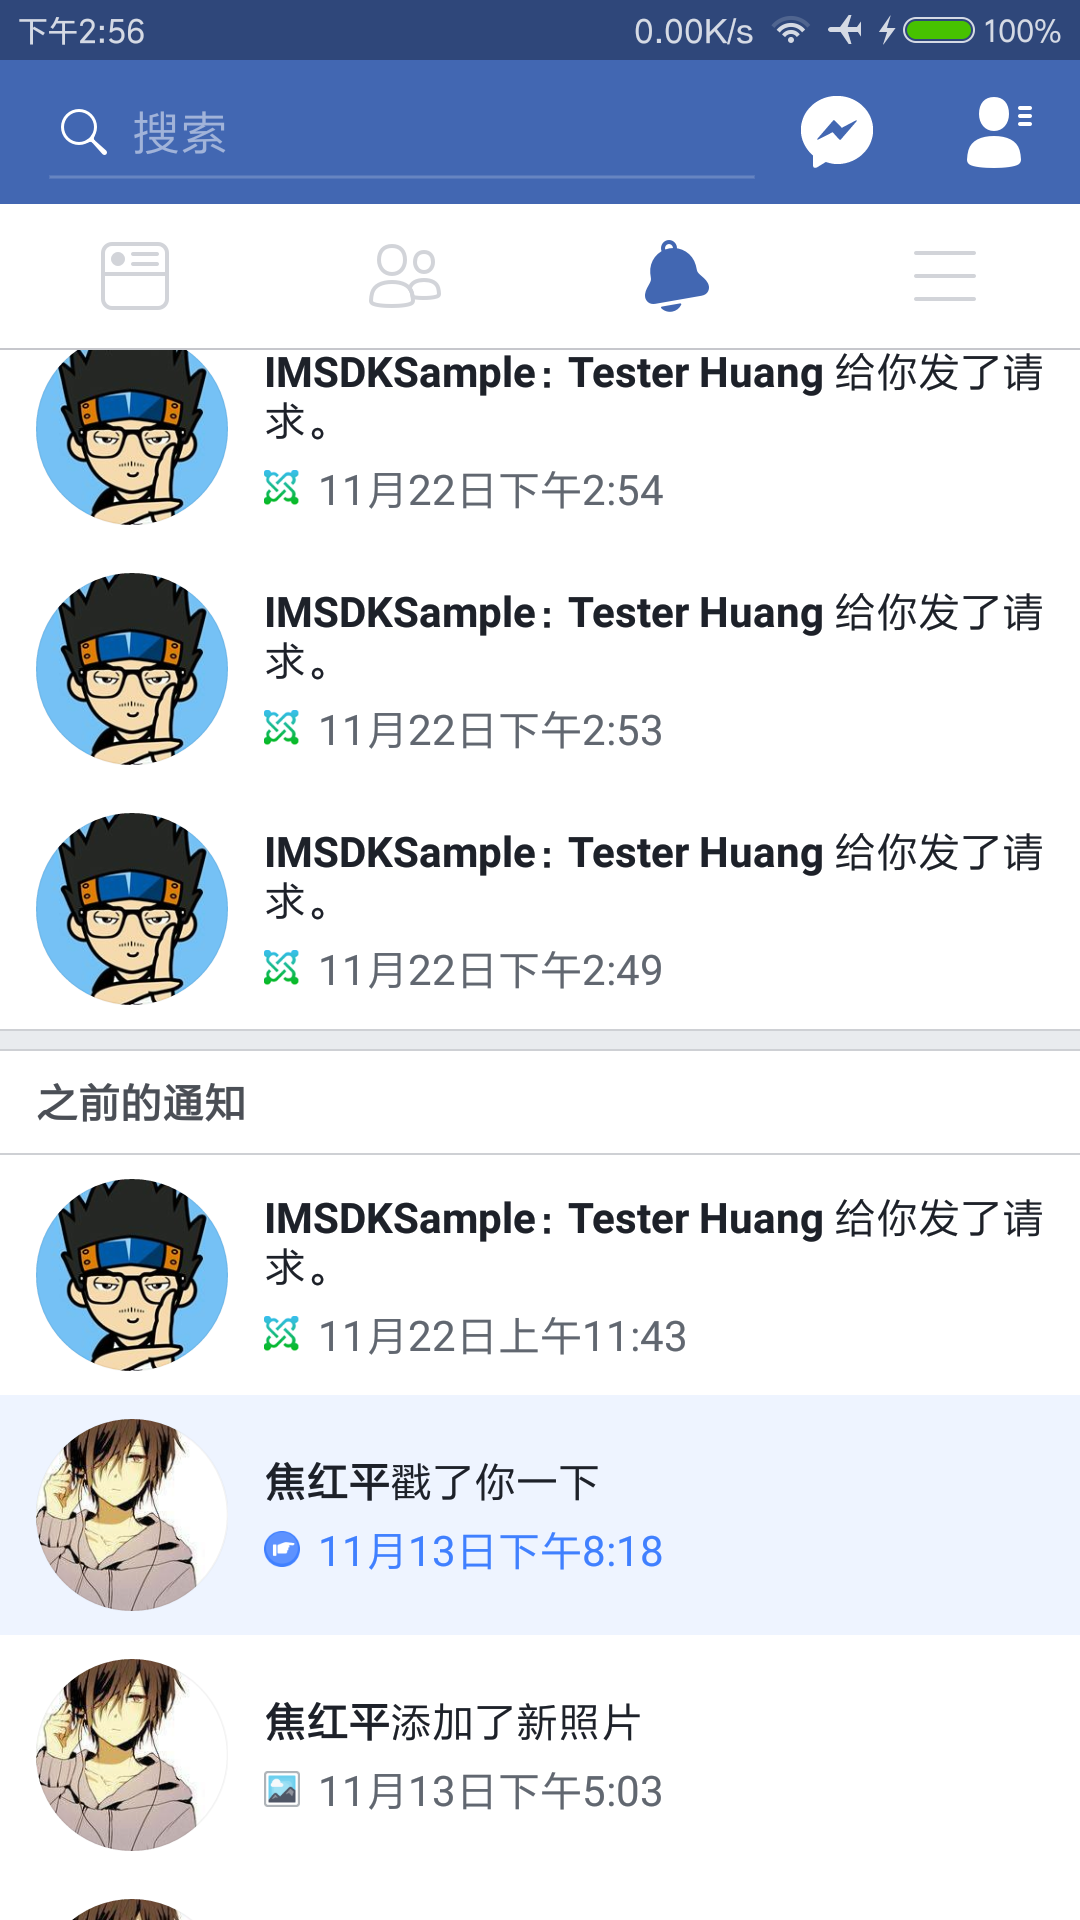 下午2:56
0.00K/s
100%
搜索
IMSDKSample：Tester Huang 给你发了请
求。
11月22日下午2:54
IMSDKSample：Tester Huang 给你发了请
求。
11月22日下午2:53
IMSDKSample：Tester Huang 给你发了请
求。
11月22日下午2:49
之前的通知
IMSDKSample：Tester Huang 给你发了请
求。
11月22日上午11:43
焦红平戳了你一下
11月13日下午8:18
焦红平添加了新照片
11月13日下午5:03